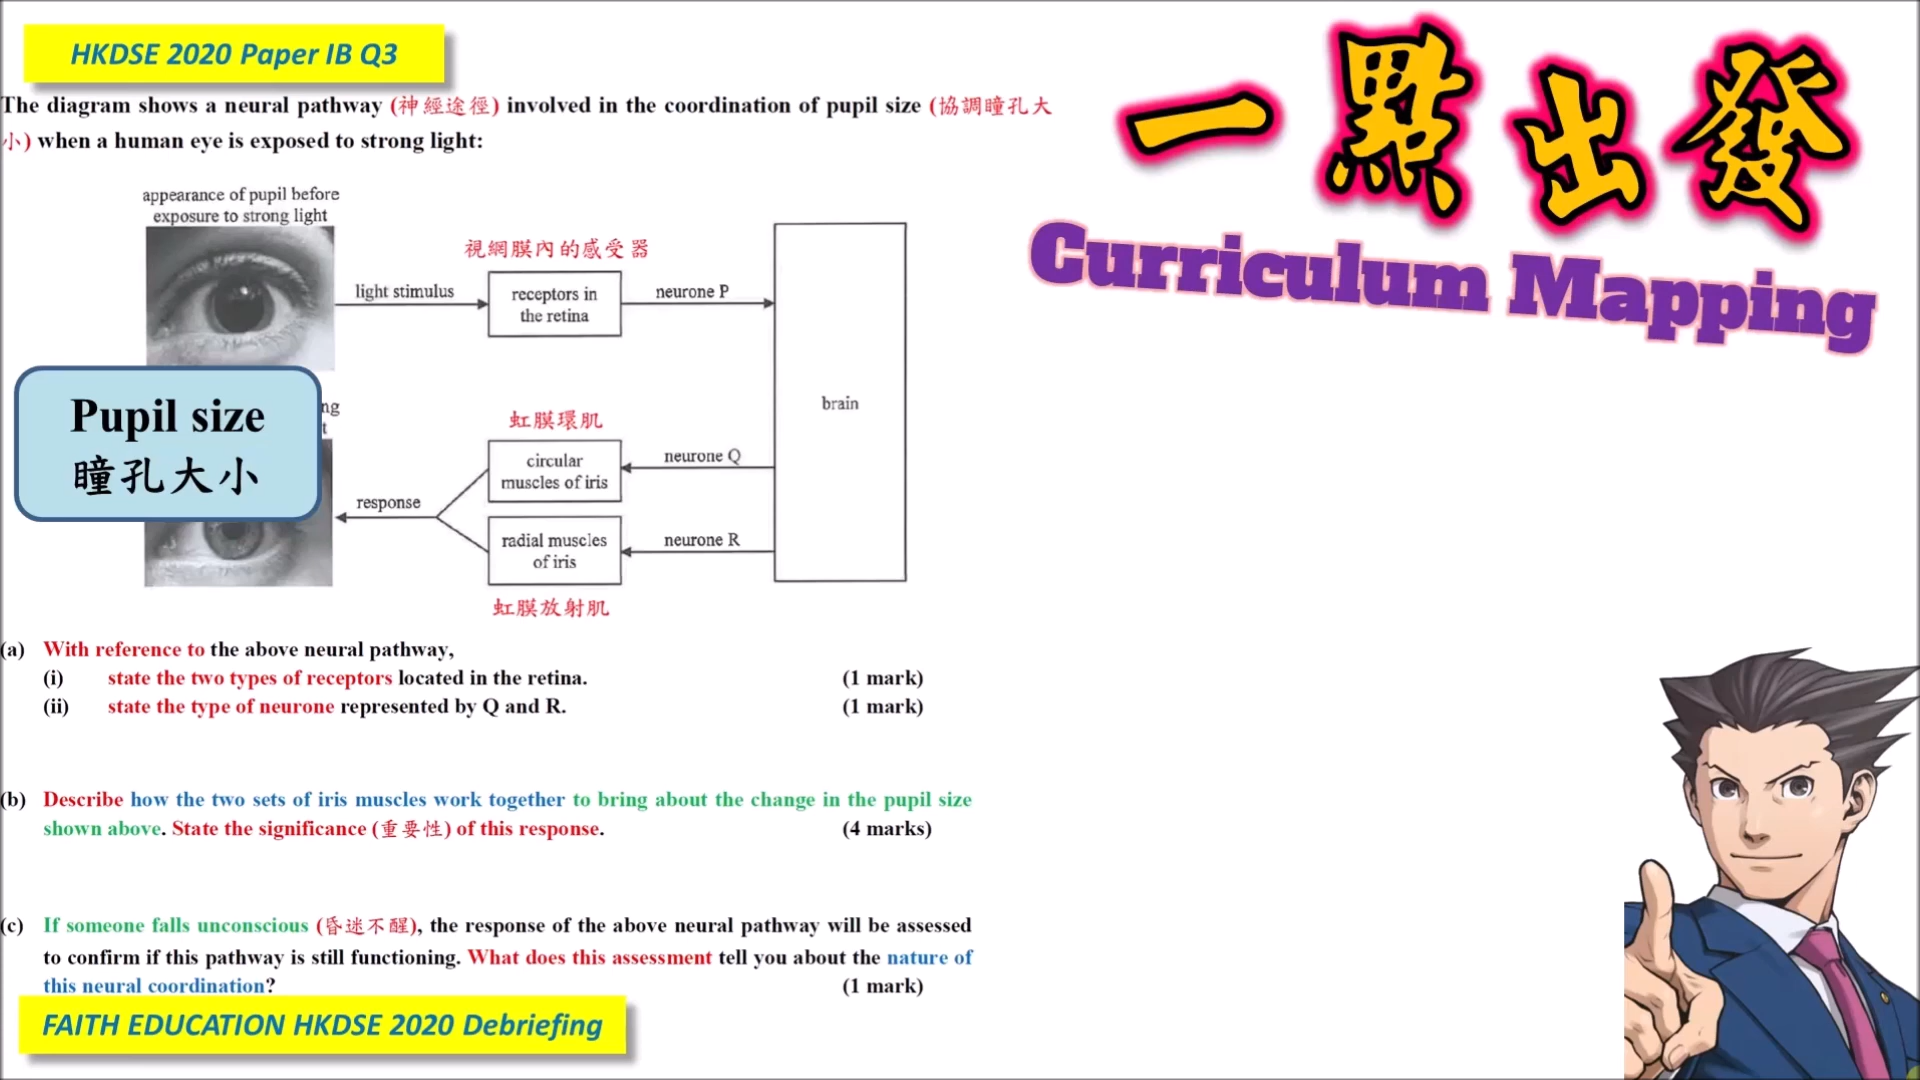 HKDSE 2020 Paper IB Q3
一點出發
Curriculum Mapping
The diagram shows a neural pathway (神經途徑) involved in the coordination of pupil size (協調瞳孔大
小) when a human eye is exposed to strong light:
appearance of pupil before
exposure to strong light
視網膜內的感受器
light stimulus
receptors in
the retina
neurone P
brain
Pupil size
瞳孔大小
虹膜環肌
circular
muscles of iris
neurone Q
response
radial muscles
of iris
neurone R
虹膜放射肌
(a) With reference to the above neural pathway,
(i) state the two types of receptors located in the retina. (1 mark)
(ii) state the type of neurone represented by Q and R. (1 mark)
(b) Describe how the two sets of iris muscles work together to bring about the change in the pupil size
shown above. State the significance (重要性) of this response. (4 marks)
(c) If someone falls unconscious (昏迷不醒), the response of the above neural pathway will be assessed
to confirm if this pathway is still functioning. What does this assessment tell you about the nature of
this neural coordination? (1 mark)
FAITH EDUCATION HKDSE 2020 Debriefing